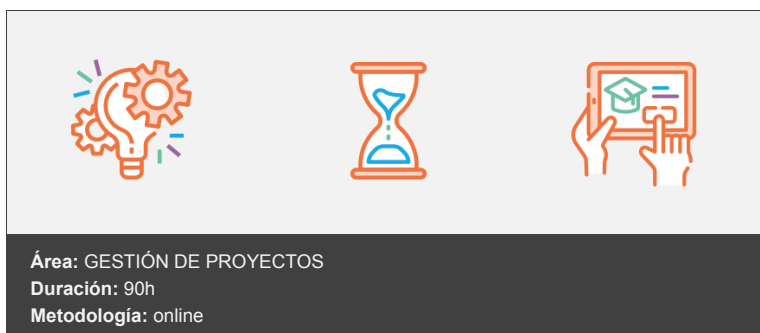 Área: GESTIÓN DE PROYECTOS
Duración: 90h
Metodología: online